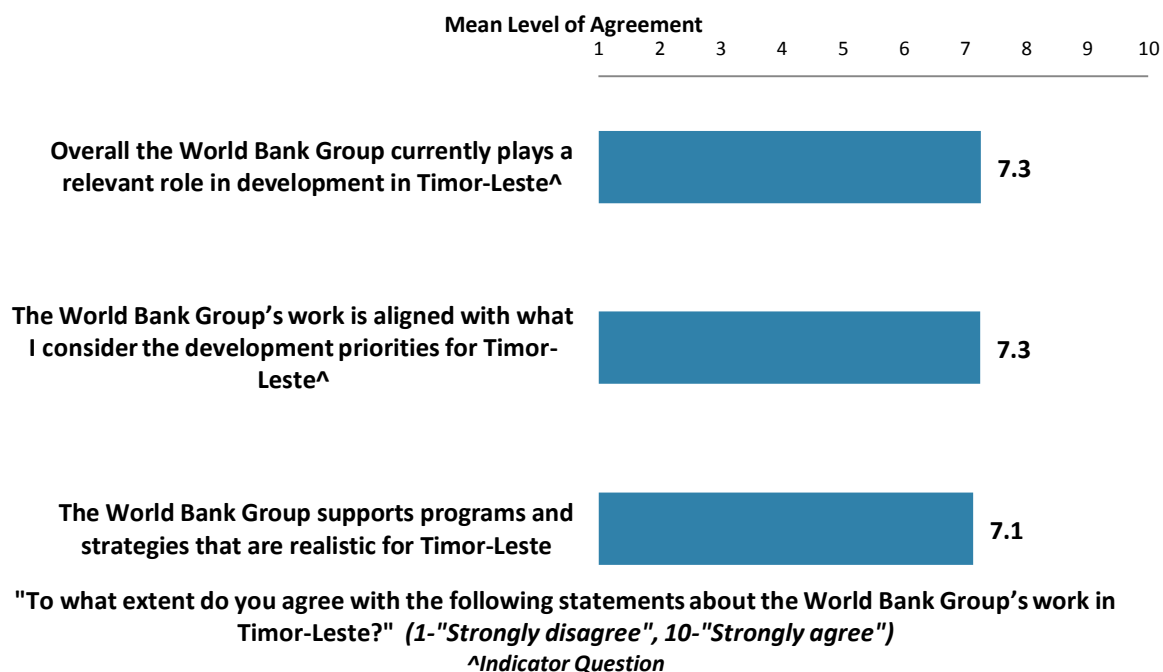 Mean Level of Agreement
1 2 3 4 5 6 7 8 9 10
Overall the World Bank Group currently plays a
relevant role in development in Timor-Leste^
7.3
The World Bank Group’s work is aligned with what
I consider the development priorities for Timor-
Leste^
7.3
The World Bank Group supports programs and
strategies that are realistic for Timor-Leste
7.1
"To what extent do you agree with the following statements about the World Bank Group’s work in
Timor-Leste?" (1-"Strongly disagree", 10-"Strongly agree")
^Indicator Question